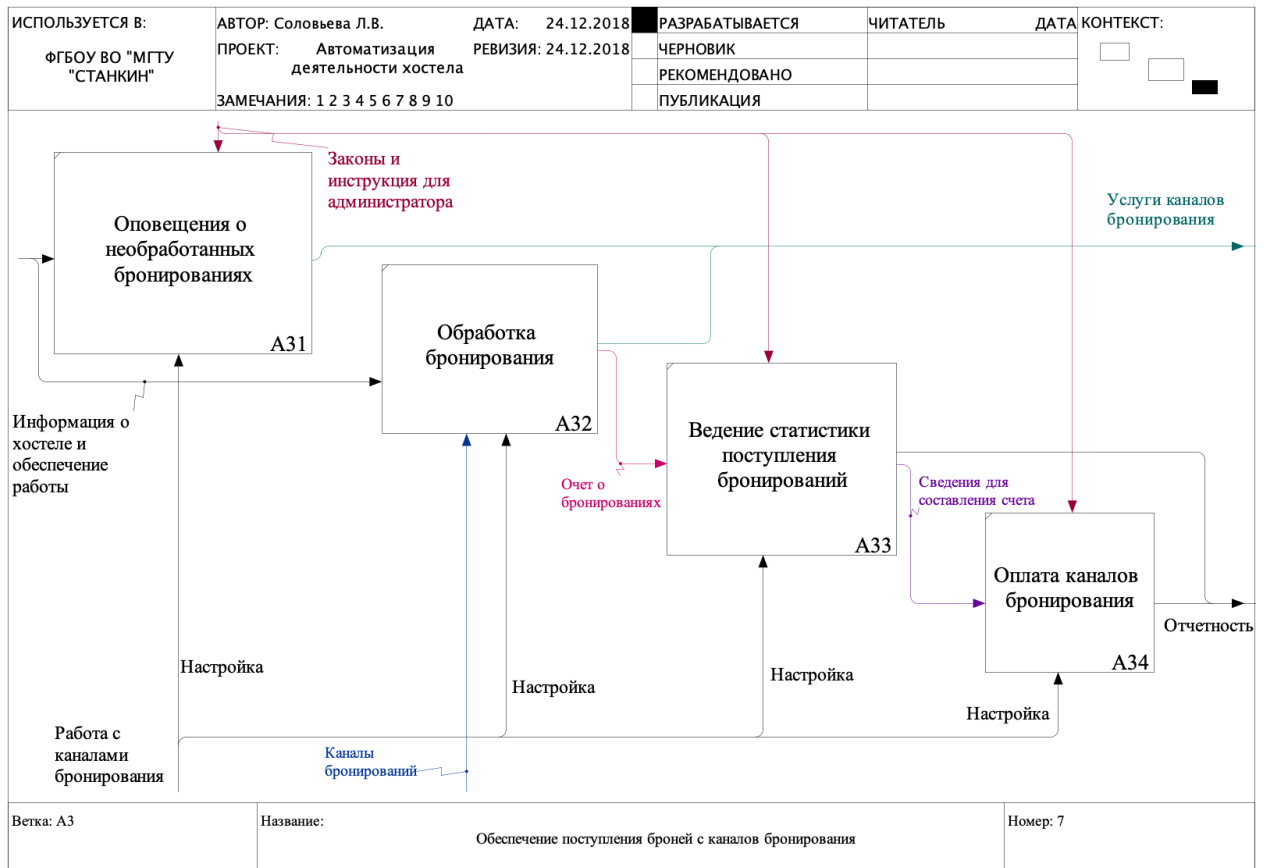 ИСПОЛЬЗУЕТСЯ В:
ФГБОУ ВО "МГТУ
"СТАНКИН"
АВТОР: Соловьева Л.В.
ДАТА: 24.12.2018
ПРОЕКТ: Автоматизация
деятельности хостела
РЕВИЗИЯ: 24.12.2018
ЗАМЕЧАНИЯ: 1 2 3 4 5 6 7 8 9 10
РАЗРАБАТЫВАЕТСЯ
ЧЕРНОВИК
РЕКОМЕНДОВАНО
ПУБЛИКАЦИЯ
ЧИТАТЕЛЬ
ДАТА
КОНТЕКСТ:
Законы и
инструкция для
администратора
Оповещения о
необработанных
бронированиях
A31
Услуги каналов
бронирования
Обработка
бронирования
A32
Информация о
хостеле и
обеспечение
работы
Ведение статистики
поступления
бронирований
A33
Очет о
бронированиях
Сведения для
составления счета
Оплата каналов
бронирования
A34
Отчетность
Настройка
Настройка
Настройка
Настройка
Работа с
каналами
бронирования
Каналы
бронирований
Ветка: A3
Название:
Обеспечение поступления броней с каналов бронирования
Номер: 7